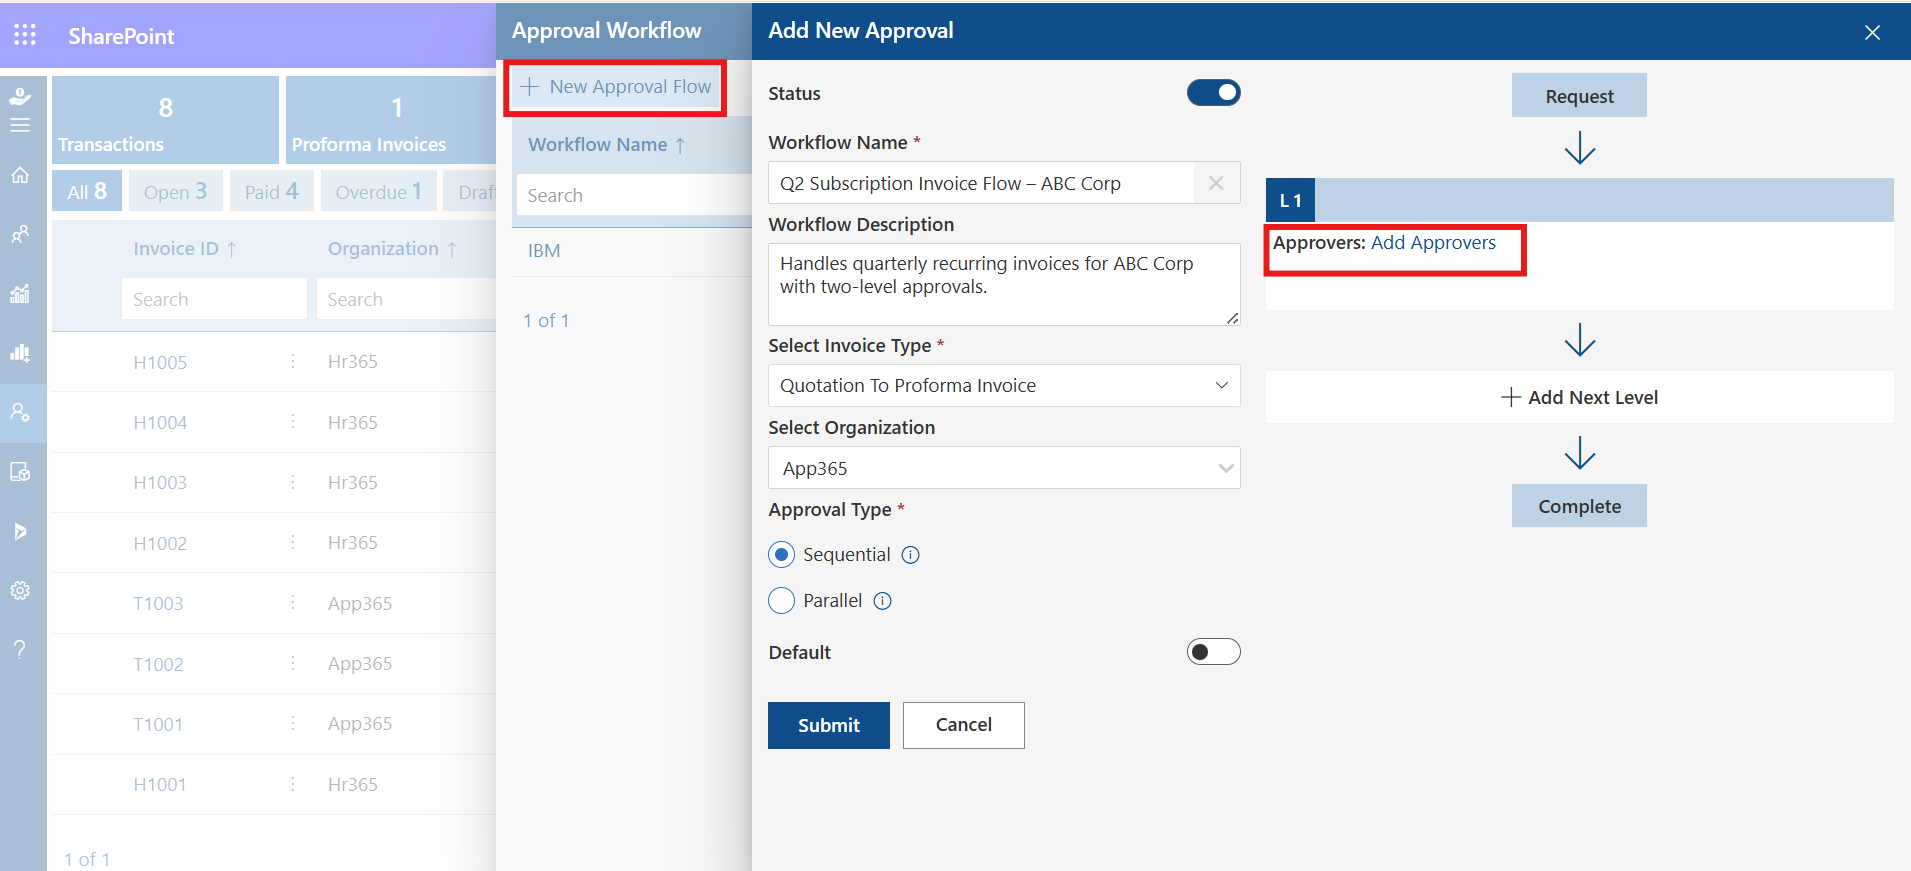 SharePoint
8
Transactions
1
Proforma Invoices
All 8
Open 3
Paid 4
Overdue 1
Draf
Invoice ID ↑
Organization ↑
Search
Search
H1005
Hr365
H1004
Hr365
H1003
Hr365
H1002
Hr365
T1003
App365
T1002
App365
T1001
App365
H1001
Hr365
1 of 1
Approval Workflow
+ New Approval Flow
Workflow Name ↑
Search
IBM
1 of 1
Add New Approval
Status
Workflow Name *
Q2 Subscription Invoice Flow – ABC Corp
Workflow Description
Handles quarterly recurring invoices for ABC Corp
with two-level approvals.
Select Invoice Type *
Quotation To Proforma Invoice
Select Organization
App365
Approval Type *
Sequential
Parallel
Default
Submit
Cancel
Request
L 1
Approvers: Add Approvers
+ Add Next Level
Complete